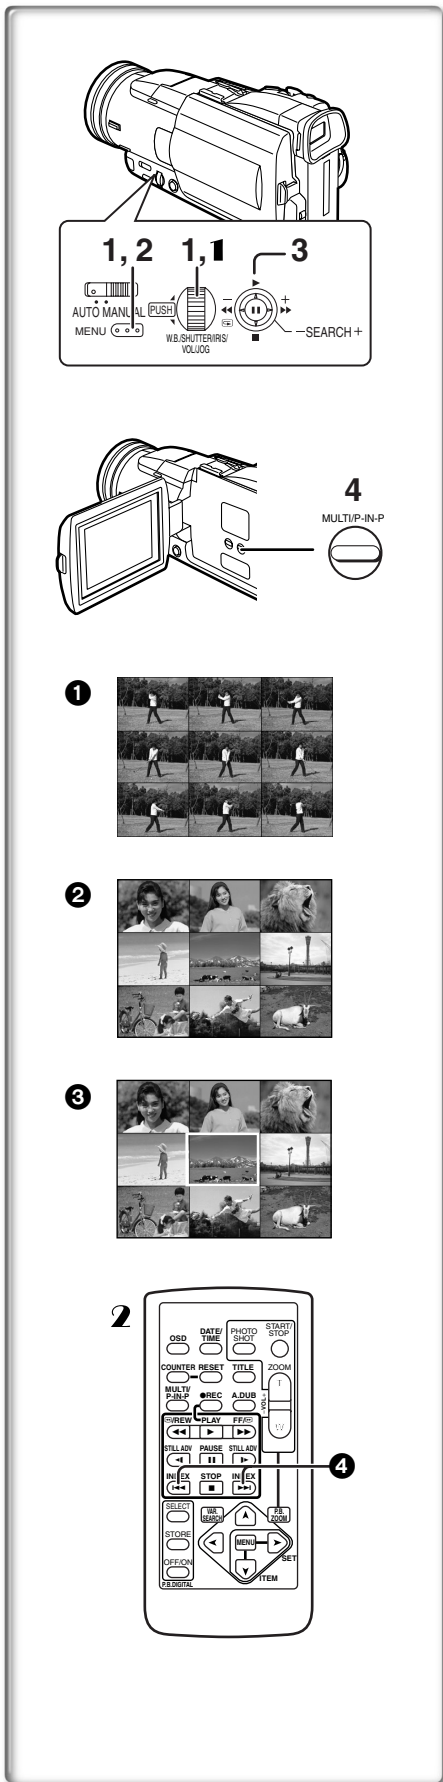 1, 2
1, 1
3
AUTO MANUAL
PUSH
− +
MENU
−SEARCH+
W.B./SHUTTER/IRIS/
VOL/JOG
4
MULTI/P-IN-P
1
2
3
2
OSD
DATE/
TIME
PHOTO
SHOT
START/
STOP
COUNTER
RESET
TITLE
ZOOM
T
MULTI/
P-IN-P
●REC
A.DUB
− VOL +
W
/REW
PLAY
FF/
STILL ADV
PAUSE
STILL ADV
INDEX
STOP
INDEX
4
SELECT
VAR.
SEARCH
P.B.
ZOOM
STORE
MENU
SET
OFF/ON
ITEM
P.B.DIGITAL